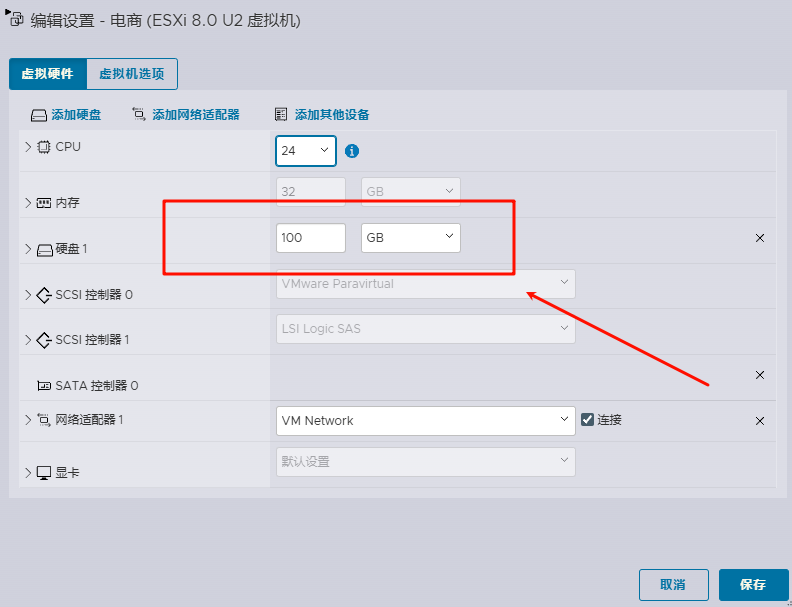 编辑设置 - 电商 (ESXi 8.0 U2 虚拟机)
虚拟硬件 虚拟机选项
添加硬盘 添加网络适配器 添加其他设备
CPU 24
内存 32 GB
硬盘 1 100 GB
SCSI 控制器 0 VMware Paravirtual
SCSI 控制器 1 LSI Logic SAS
SATA 控制器 0
网络适配器 1 VM Network 连接
显卡 默认设置
取消 保存